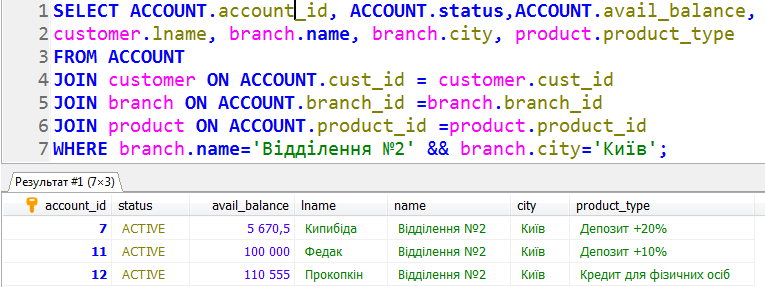 1 SELECT ACCOUNT.account_id, ACCOUNT.status,ACCOUNT.avail_balance,
2 customer.lname, branch.name, branch.city, product.product_type
3 FROM ACCOUNT
4 JOIN customer ON ACCOUNT.cust_id = customer.cust_id
5 JOIN branch ON ACCOUNT.branch_id =branch.branch_id
6 JOIN product ON ACCOUNT.product_id =product.product_id
7 WHERE branch.name='Відділення №2' && branch.city='Київ';
Результат #1 (7×3)
account_id status avail_balance lname name city product_type
7 ACTIVE 5 670,5 Кипибіда Відділення №2 Київ Депозит +20%
11 ACTIVE 100 000 Федак Відділення №2 Київ Депозит +10%
12 ACTIVE 110 555 Прокопкін Відділення №2 Київ Кредит для фізичних осіб